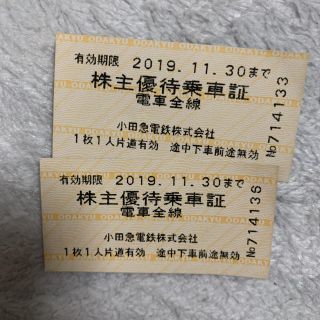 有効期限 2019.11.30まで
株主優待乗車証
電車全線
小田急電鉄株式会社
1枚1人片道有効 途中下車前途無効
№714133
有効期限 2019.11.30まで
株主優待乗車証
電車全線
小田急電鉄株式会社
1枚1人片道有効 途中下車前途無効
№714136